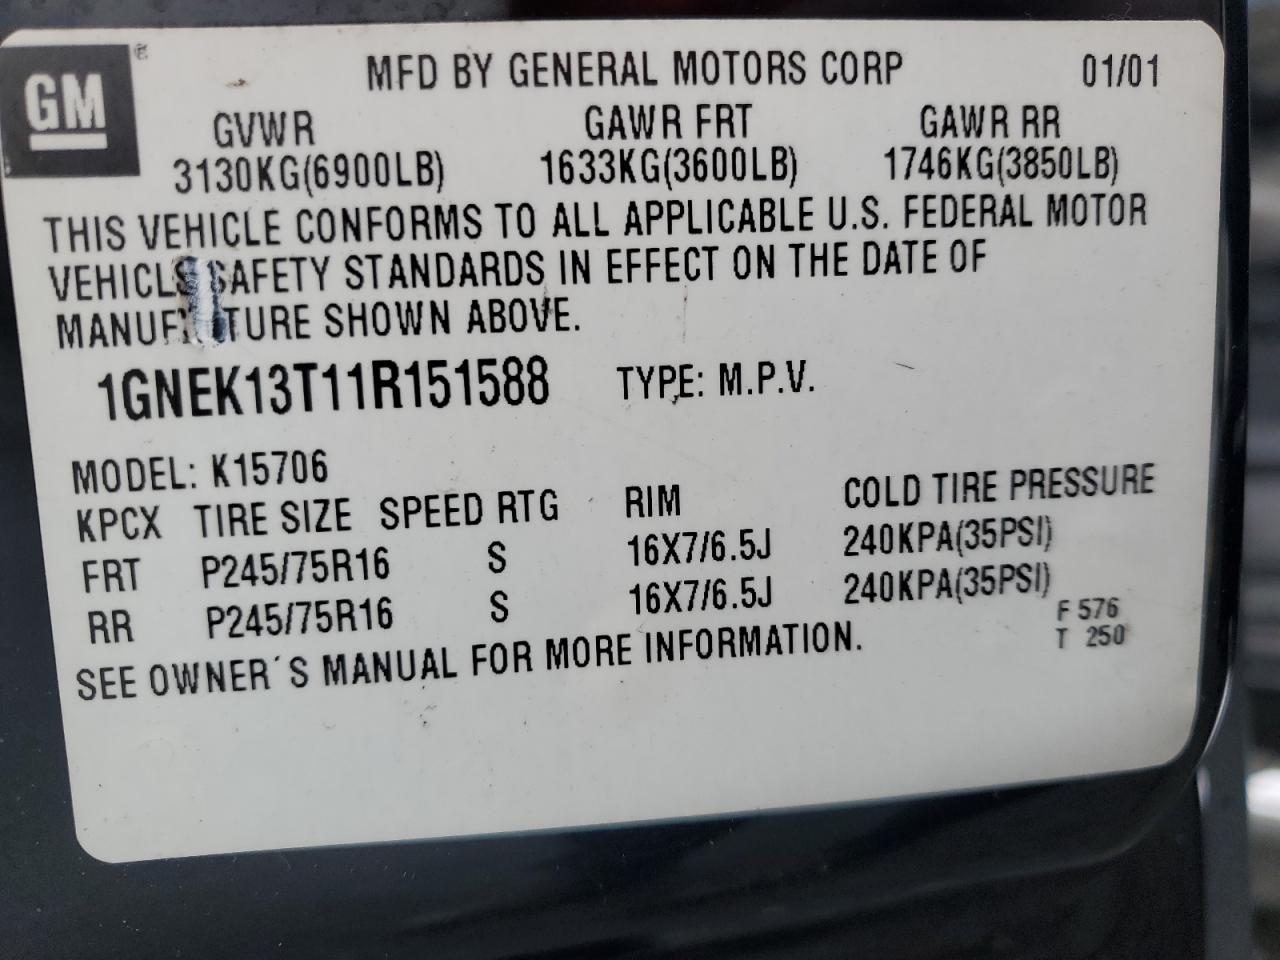 GM ®
MFD BY GENERAL MOTORS CORP 01/01
GVWR GAWR FRT GAWR RR
3130KG(6900LB) 1633KG(3600LB) 1746KG(3850LB)
THIS VEHICLE CONFORMS TO ALL APPLICABLE U.S. FEDERAL MOTOR
SAFETY STANDARDS IN EFFECT ON THE DATE OF
SHOWN ABOVE.
1GNEK13T11R151588 TYPE: M.P.V.
MODEL: K15706
KPCX TIRE SIZE SPEED RTG RIM COLD TIRE PRESSURE
FRT P245/75R16 S 16X7/6.5J 240KPA(35PSI)
RR P245/75R16 S 16X7/6.5J 240KPA(35PSI)
F 576
T 250
SEE OWNER´S MANUAL FOR MORE INFORMATION.